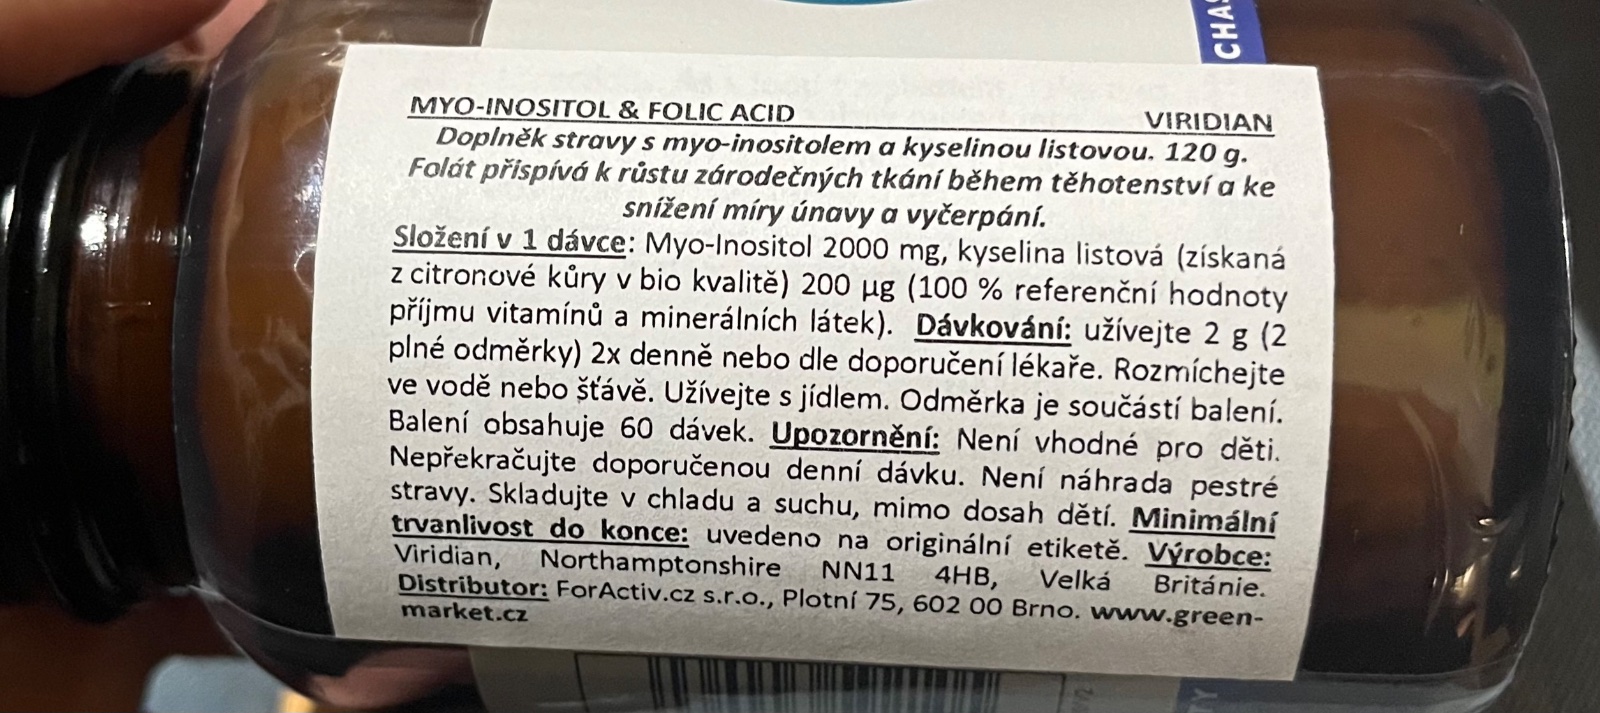 CHAS
MYO-INOSITOL & FOLIC ACID VIRIDIAN
Doplněk stravy s myo-inositolem a kyselinou listovou. 120 g.
Folát přispívá k růstu zárodečných tkání během těhotenství a ke
snížení míry únavy a vyčerpání.
Složení v 1 dávce: Myo-Inositol 2000 mg, kyselina listová (získaná
z citronové kůry v bio kvalitě) 200 µg (100 % referenční hodnoty
příjmu vitamínů a minerálních látek). Dávkování: užívejte 2 g (2
plné odměrky) 2x denně nebo dle doporučení lékaře. Rozmíchejte
ve vodě nebo šťávě. Užívejte s jídlem. Odměrka je součástí balení.
Balení obsahuje 60 dávek. Upozornění: Není vhodné pro děti.
Nepřekračujte doporučenou denní dávku. Není náhrada pestré
stravy. Skladujte v chladu a suchu, mimo dosah dětí. Minimální
trvanlivost do konce: uvedeno na originální etiketě. Výrobce:
Viridian, Northamptonshire NN11 4HB, Velká Británie.
Distributor: ForActiv.cz s.r.o., Plotní 75, 602 00 Brno. www.green-
market.cz